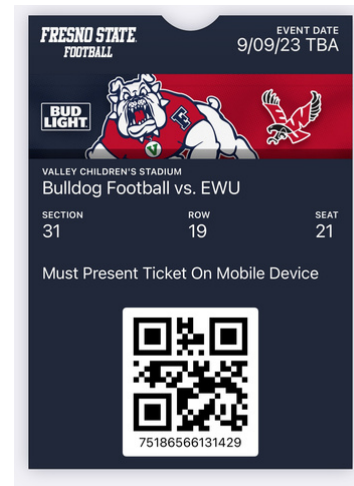 FRESNO STATE
FOOTBALL
EVENT DATE
9/09/23 TBA
BUD
LIGHT
F
V
VALLEY CHILDREN'S STADIUM
Bulldog Football vs. EWU
SECTION ROW SEAT
31 19 21
Must Present Ticket On Mobile Device
75186566131429